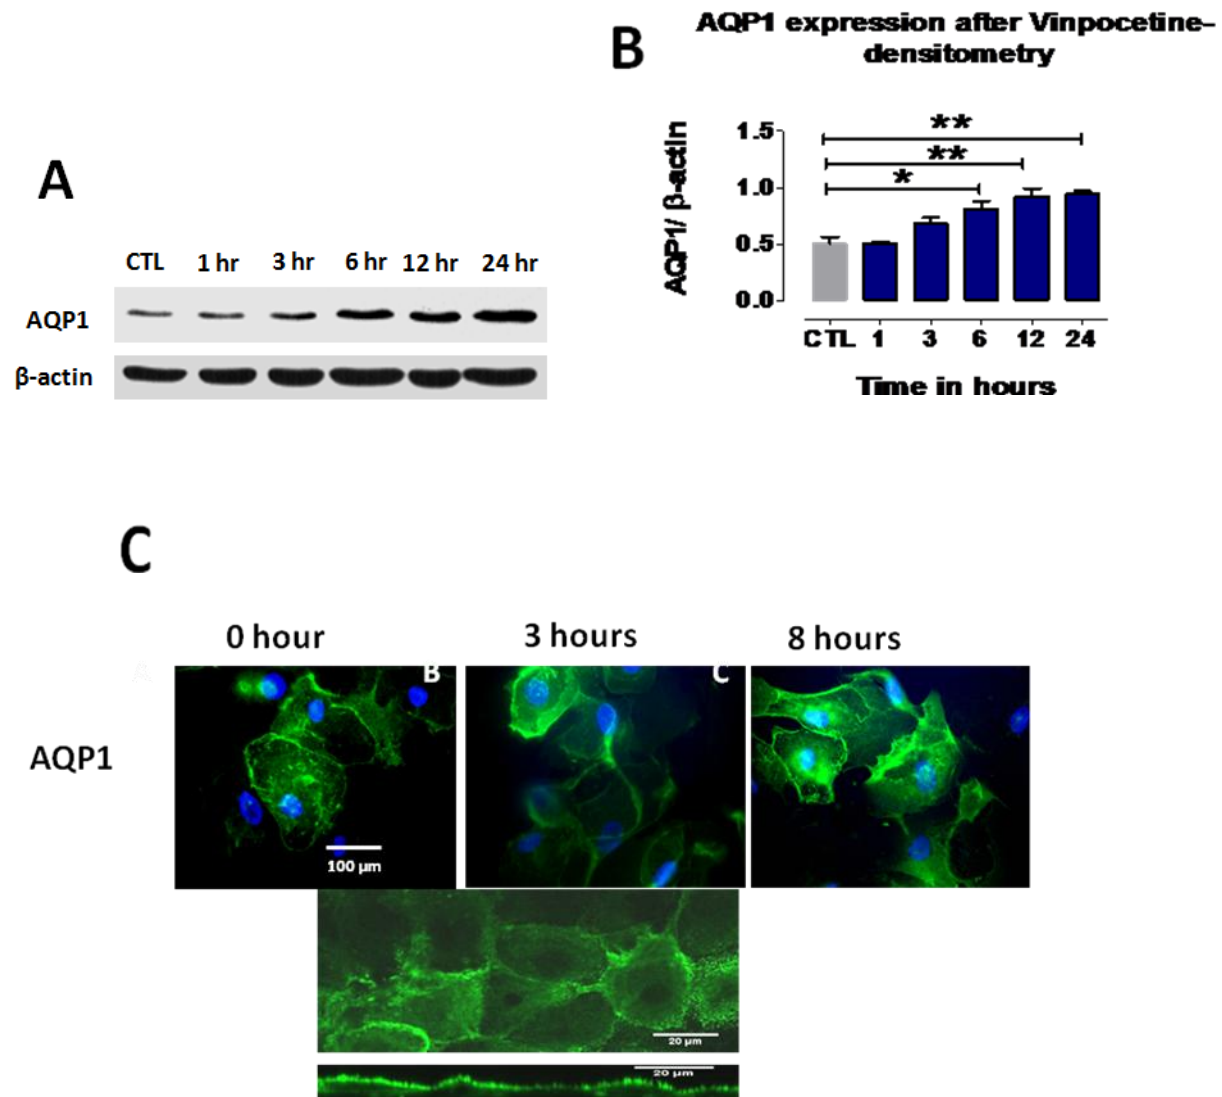 A
CTL 1 hr 3 hr 6 hr 12 hr 24 hr
AQP1
β-actin
B
AQP1 expression after Vinpocetine-
densitometry
AQP1/ β-actin
1.5
1.0
0.5
0.0
**
**
*
CTL 1 3 6 12 24
Time in hours
C
0 hour 3 hours 8 hours
A B C
AQP1
100 µm
20 µm
20 µm